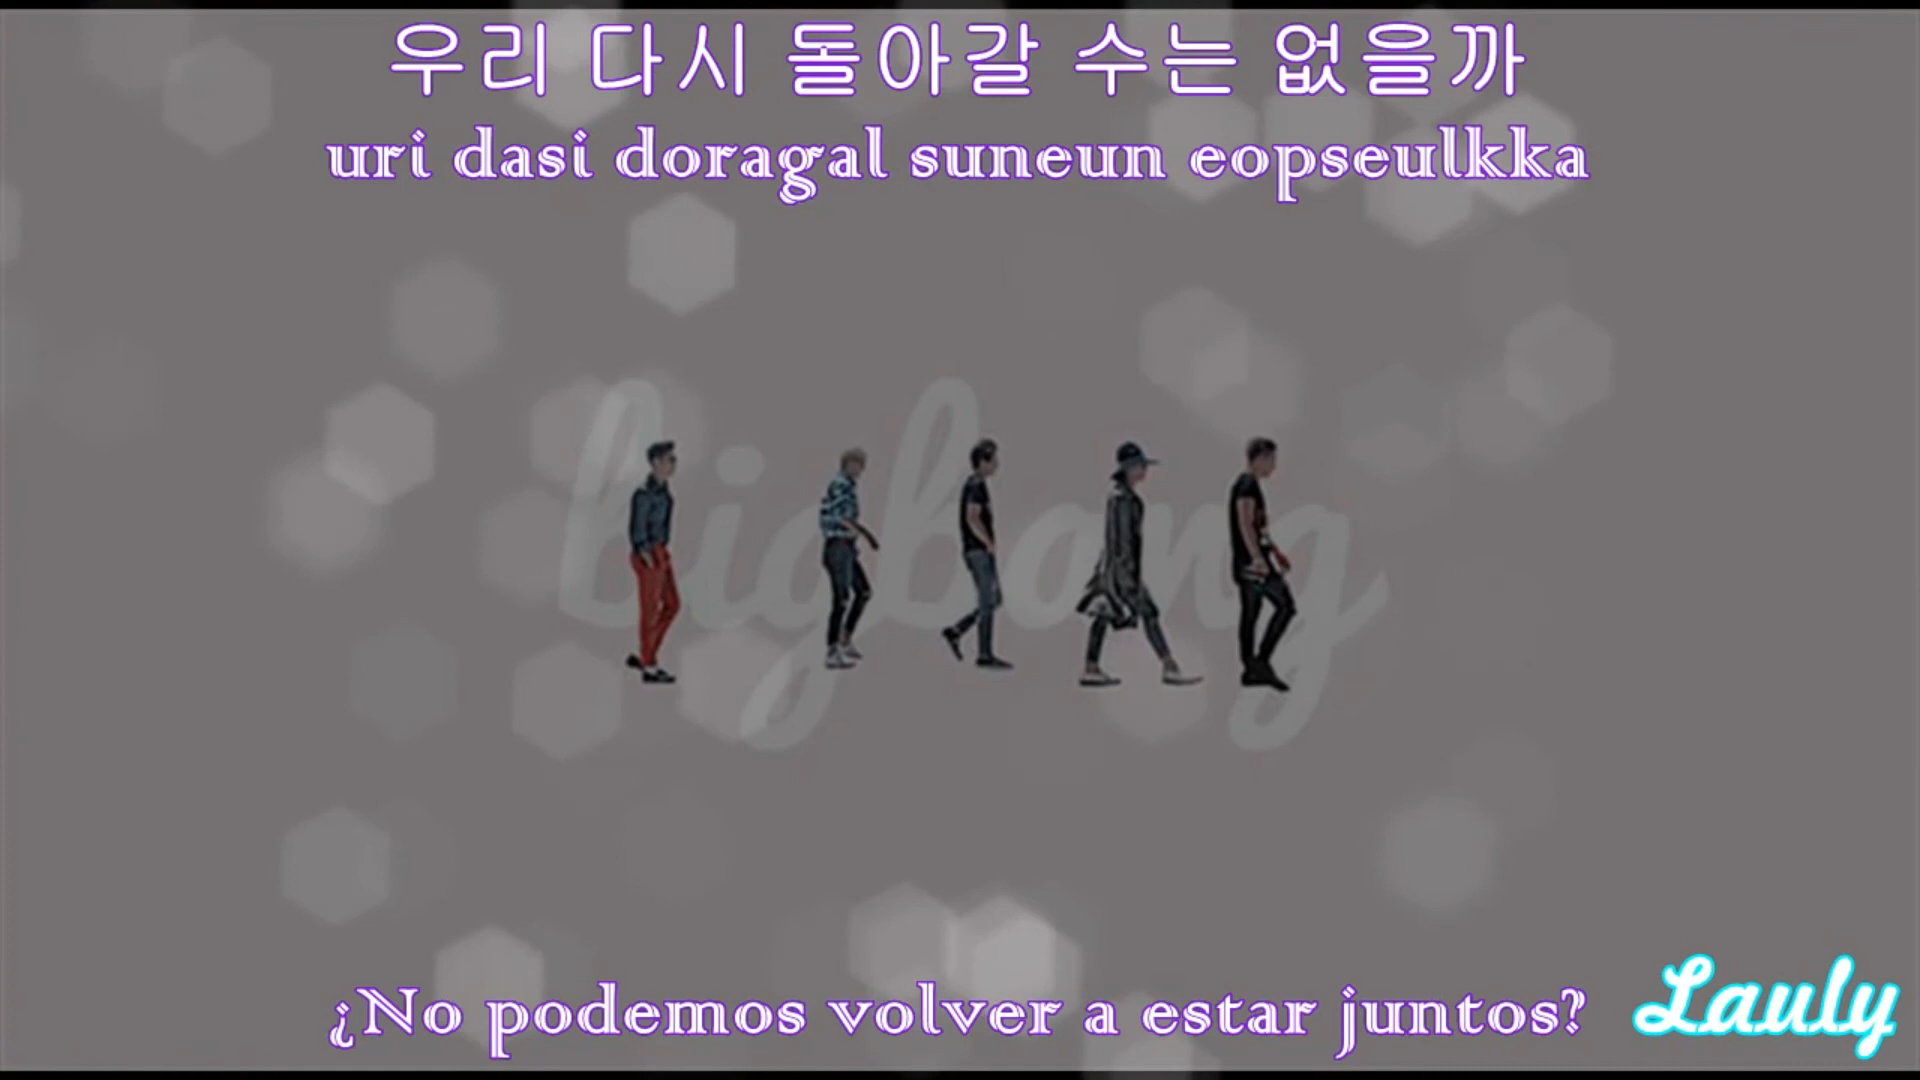 우리 다시 돌아갈 수는 없을까
uri dasi doragal suneun eopseulkka
bigbang
¿No podemos volver a estar juntos?
Lauly